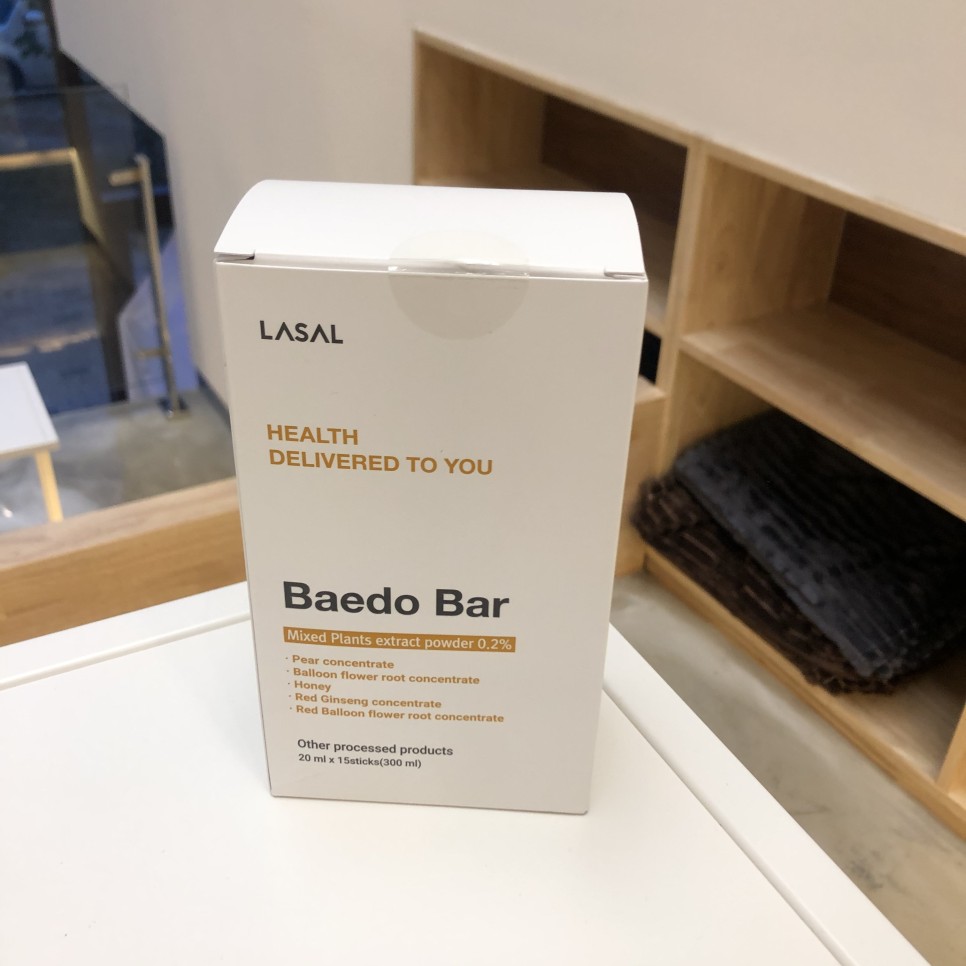 LASAL
HEALTH
DELIVERED TO YOU
Baedo Bar
Mixed Plants extract powder 0.2%
· Pear concentrate
· Balloon flower root concentrate
· Honey
· Red Ginseng concentrate
· Red Balloon flower root concentrate
Other processed products
20 ml x 15sticks(300 ml)